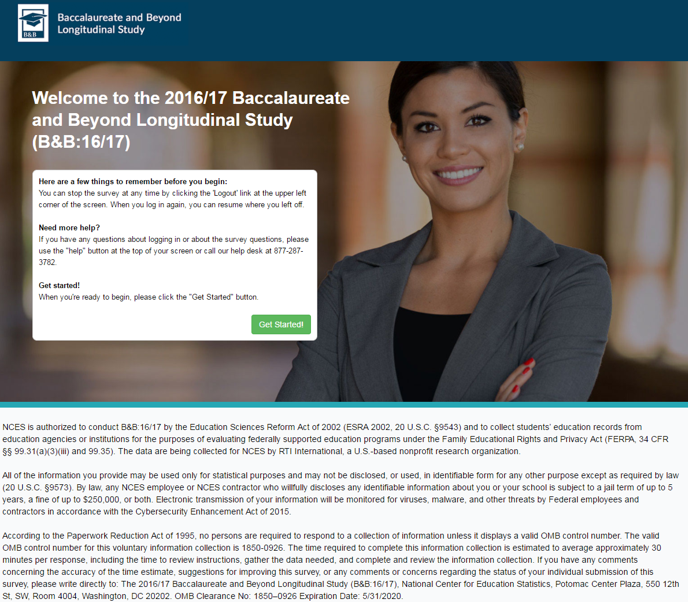 Baccalaureate and Beyond
Longitudinal Study
B&B
Welcome to the 2016/17 Baccalaureate
and Beyond Longitudinal Study
(B&B:16/17)
Here are a few things to remember before you begin:
You can stop the survey at any time by clicking the 'Logout' link at the upper left
corner of the screen. When you log in again, you can resume where you left off.
Need more help?
If you have any questions about logging in or about the survey questions, please
use the "help" button at the top of your screen or call our help desk at 877-287-
3782.
Get started!
When you're ready to begin, please click the "Get Started" button.
Get Started!
NCES is authorized to conduct B&B:16/17 by the Education Sciences Reform Act of 2002 (ESRA 2002, 20 U.S.C. §9543) and to collect students' education records from
education agencies or institutions for the purposes of evaluating federally supported education programs under the Family Educational Rights and Privacy Act (FERPA, 34 CFR
§§ 99.31(a)(3)(iii) and 99.35). The data are being collected for NCES by RTI International, a U.S.-based nonprofit research organization.
All of the information you provide may be used only for statistical purposes and may not be disclosed, or used, in identifiable form for any other purpose except as required by law
(20 U.S.C. §9573). By law, any NCES employee or NCES contractor who willfully discloses any identifiable information about you or your school is subject to a jail term of up to 5
years, a fine of up to $250,000, or both. Electronic transmission of your information will be monitored for viruses, malware, and other threats by Federal employees and
contractors in accordance with the Cybersecurity Enhancement Act of 2015.
According to the Paperwork Reduction Act of 1995, no persons are required to respond to a collection of information unless it displays a valid OMB control number. The valid
OMB control number for this voluntary information collection is 1850-0926. The time required to complete this information collection is estimated to average approximately 30
minutes per response, including the time to review instructions, gather the data needed, and complete and review the information collection. If you have any comments
concerning the accuracy of the time estimate, suggestions for improving this survey, or any comments or concerns regarding the status of your individual submission of this
survey, please write directly to: The 2016/17 Baccalaureate and Beyond Longitudinal Study (B&B:16/17), National Center for Education Statistics, Potomac Center Plaza, 550 12th
St, SW, Room 4004, Washington, DC 20202. OMB Clearance No: 1850–0926 Expiration Date: 5/31/2020.